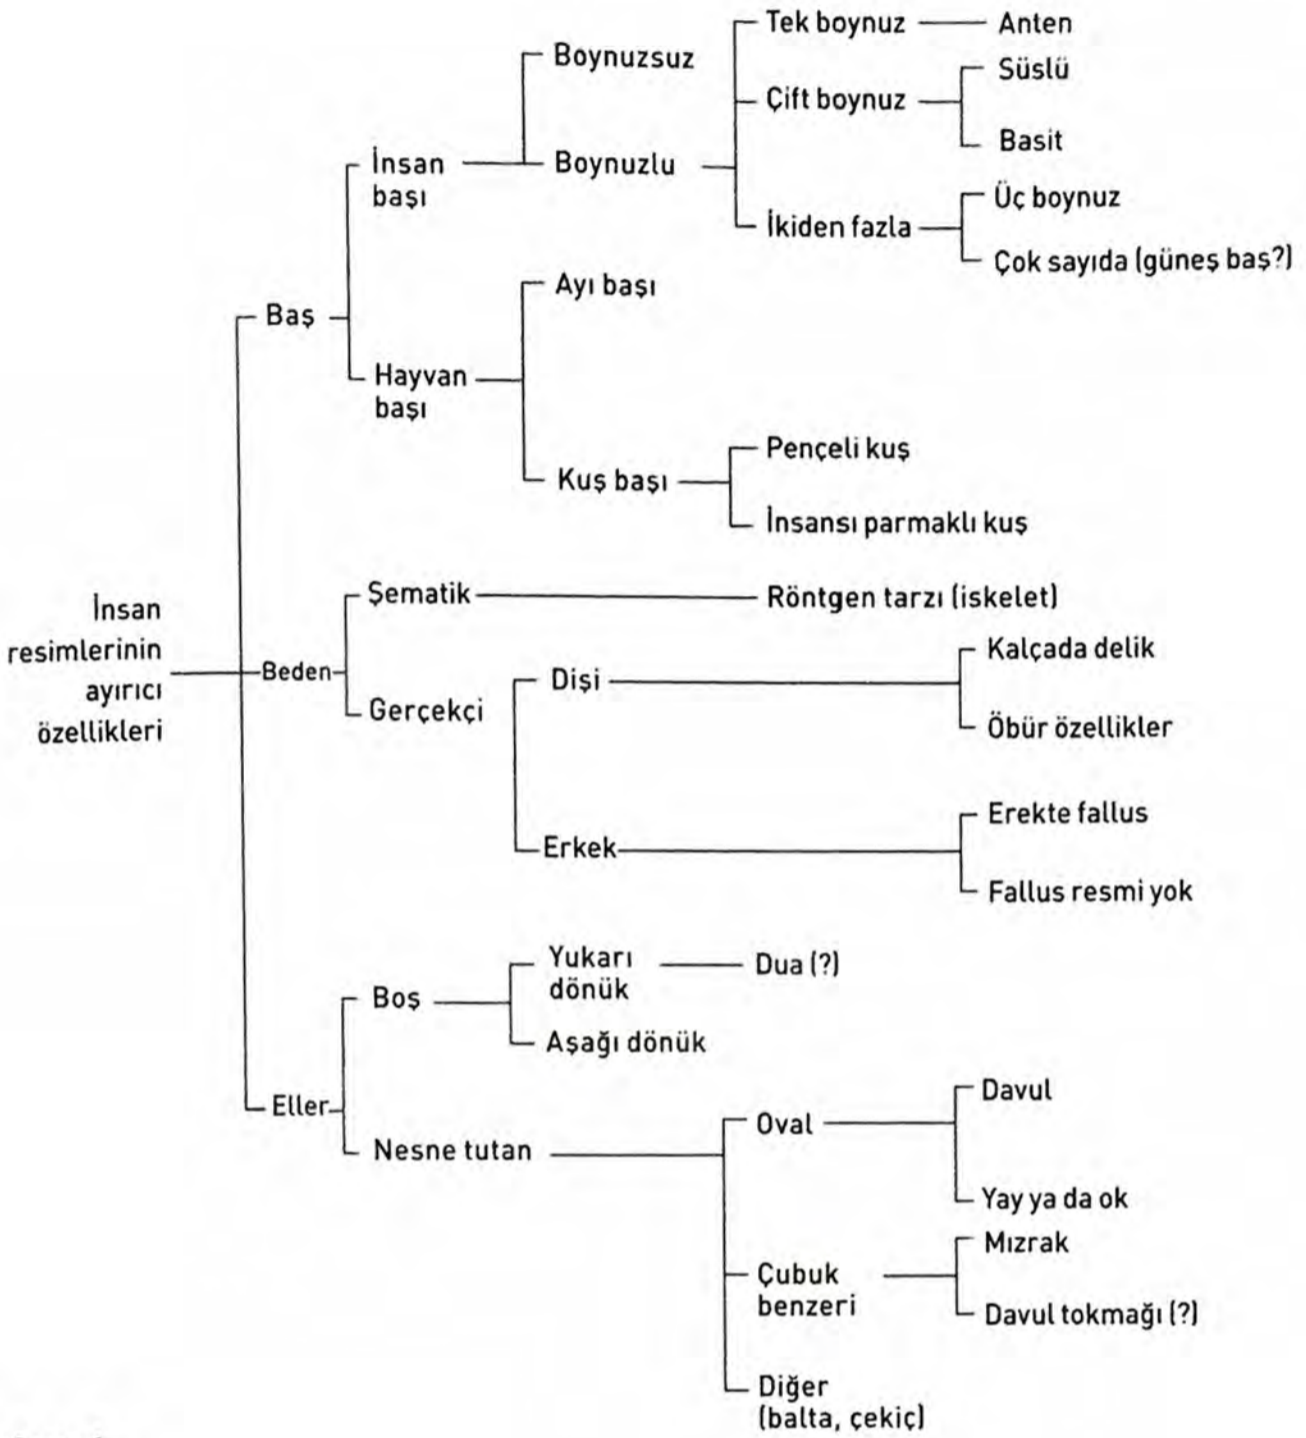 Tek boynuz
Anten
Boynuzsuz
Süslü
Çift boynuz
Basit
İnsan
başı
Boynuzlu
Üç boynuz
İkiden fazla
Çok sayıda (güneş baş?)
Ayı başı
Baş
Hayvan
başı
Pençeli kuş
Kuş başı
İnsansı parmaklı kuş
Şematik
Röntgen tarzı (iskelet)
İnsan
resimlerinin
ayırıcı
özellikleri
Kalçada delik
Beden
Dişi
Gerçekçi
Öbür özellikler
Erekte fallus
Erkek
Fallus resmi yok
Yukarı
dönük
Dua (?)
Boş
Aşağı dönük
Davul
Eller
Oval
Nesne tutan
Yay ya da ok
Mızrak
Çubuk
benzeri
Davul tokmağı (?)
Diğer
(balta, çekiç)